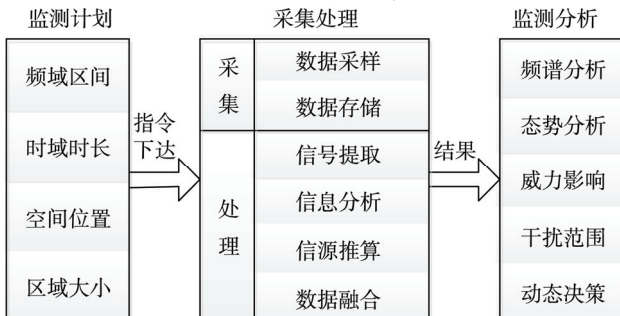 监测计划
频域区间
时域时长
空间位置
区域大小
指令
下达
采集处理
采集
数据采样
数据存储
处理
信号提取
信息分析
信源推算
数据融合
结果
监测分析
频谱分析
态势分析
威力影响
干扰范围
动态决策